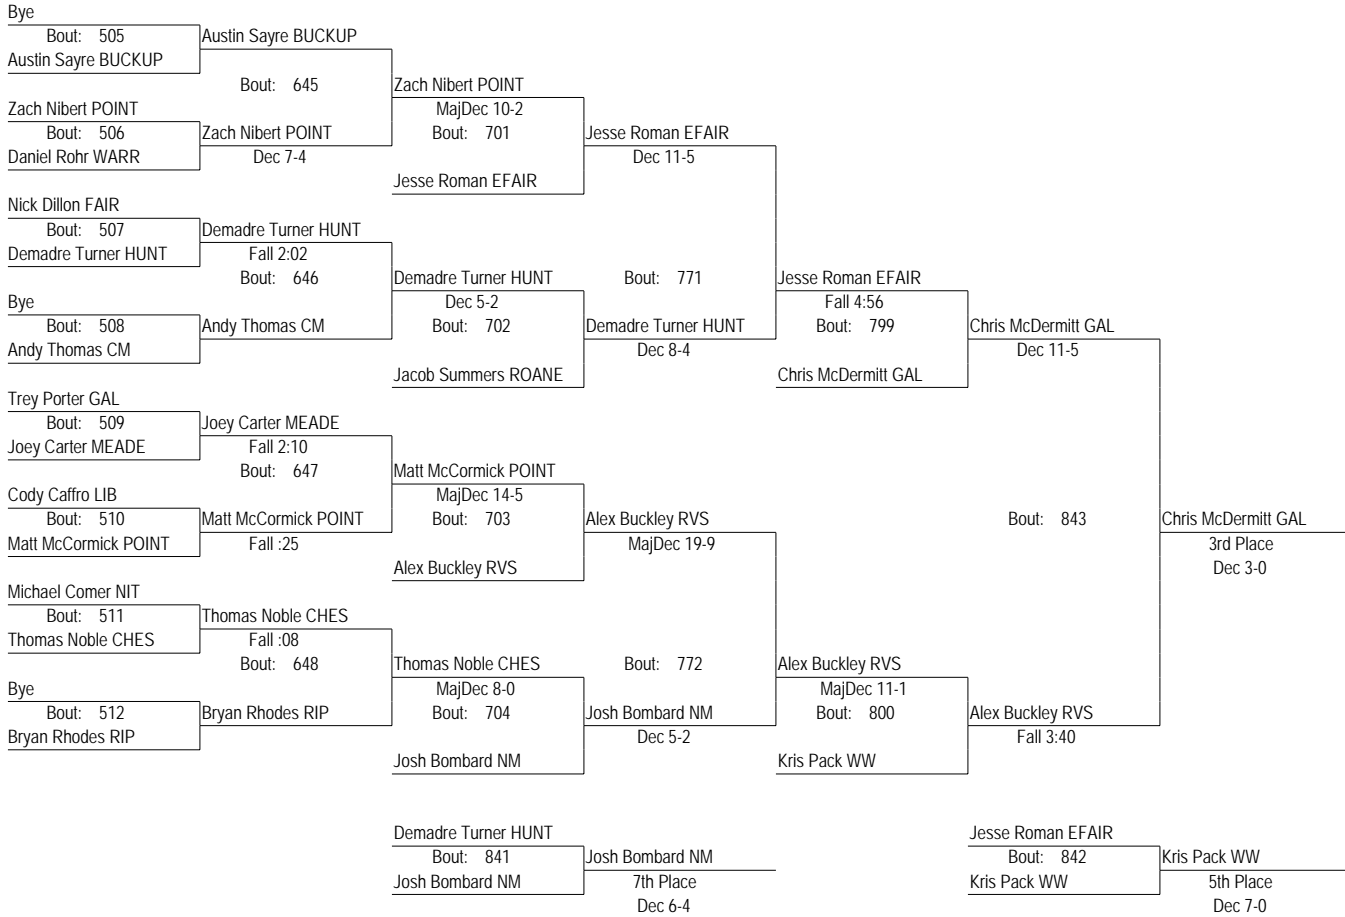 Bye
Bout: 505 Austin Sayre BUCKUP
Austin Sayre BUCKUP
Bout: 645 Zach Nibert POINT
Zach Nibert POINT MajDec 10-2
Bout: 506 Zach Nibert POINT Bout: 701 Jesse Roman EFAIR
Daniel Rohr WARR Dec 7-4 Dec 11-5
Jesse Roman EFAIR
Nick Dillon FAIR
Bout: 507 Demadre Turner HUNT
Demadre Turner HUNT Fall 2:02
Bout: 646 Demadre Turner HUNT Bout: 771 Jesse Roman EFAIR
Bye Dec 5-2 Fall 4:56
Bout: 508 Andy Thomas CM Bout: 702 Demadre Turner HUNT Bout: 799 Chris McDermitt GAL
Andy Thomas CM Dec 8-4 Dec 11-5
Jacob Summers ROANE Chris McDermitt GAL
Trey Porter GAL
Bout: 509 Joey Carter MEADE
Joey Carter MEADE Fall 2:10
Bout: 647 Matt McCormick POINT
Cody Caffro LIB MajDec 14-5
Bout: 510 Matt McCormick POINT Bout: 703 Alex Buckley RVS Bout: 843 Chris McDermitt GAL
Matt McCormick POINT Fall :25 MajDec 19-9 3rd Place
Alex Buckley RVS Dec 3-0
Michael Comer NIT
Bout: 511 Thomas Noble CHES
Thomas Noble CHES Fall :08
Bout: 648 Thomas Noble CHES Bout: 772 Alex Buckley RVS
Bye MajDec 8-0 MajDec 11-1
Bout: 512 Bryan Rhodes RIP Bout: 704 Josh Bombard NM Bout: 800 Alex Buckley RVS
Bryan Rhodes RIP Dec 5-2 Fall 3:40
Josh Bombard NM Kris Pack WW
Demadre Turner HUNT Jesse Roman EFAIR
Bout: 841 Josh Bombard NM Bout: 842 Kris Pack WW
Josh Bombard NM 7th Place Kris Pack WW 5th Place
Dec 6-4 Dec 7-0